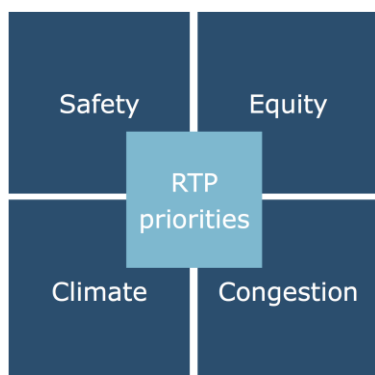 Safety
Equity
RTP
priorities
Climate
Congestion